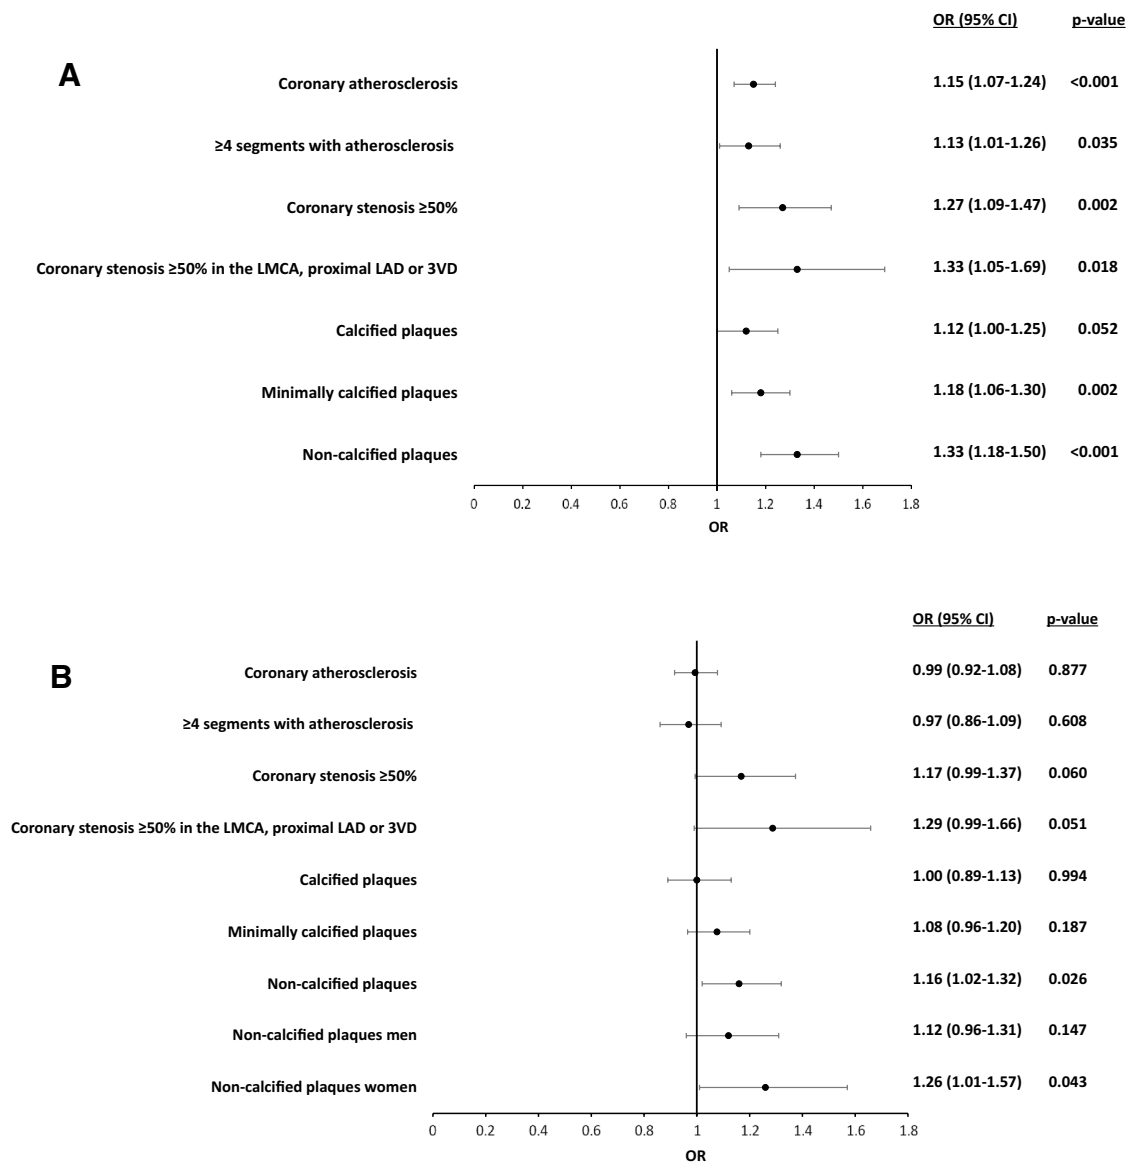 OR (95% CI) p-value
A
Coronary atherosclerosis 1.15 (1.07-1.24) <0.001
≥4 segments with atherosclerosis 1.13 (1.01-1.26) 0.035
Coronary stenosis ≥50% 1.27 (1.09-1.47) 0.002
Coronary stenosis ≥50% in the LMCA, proximal LAD or 3VD 1.33 (1.05-1.69) 0.018
Calcified plaques 1.12 (1.00-1.25) 0.052
Minimally calcified plaques 1.18 (1.06-1.30) 0.002
Non-calcified plaques 1.33 (1.18-1.50) <0.001
0 0.2 0.4 0.6 0.8 1 1.2 1.4 1.6 1.8
OR
OR (95% CI) p-value
B
Coronary atherosclerosis 0.99 (0.92-1.08) 0.877
≥4 segments with atherosclerosis 0.97 (0.86-1.09) 0.608
Coronary stenosis ≥50% 1.17 (0.99-1.37) 0.060
Coronary stenosis ≥50% in the LMCA, proximal LAD or 3VD 1.29 (0.99-1.66) 0.051
Calcified plaques 1.00 (0.89-1.13) 0.994
Minimally calcified plaques 1.08 (0.96-1.20) 0.187
Non-calcified plaques 1.16 (1.02-1.32) 0.026
Non-calcified plaques men 1.12 (0.96-1.31) 0.147
Non-calcified plaques women 1.26 (1.01-1.57) 0.043
0 0.2 0.4 0.6 0.8 1 1.2 1.4 1.6 1.8
OR